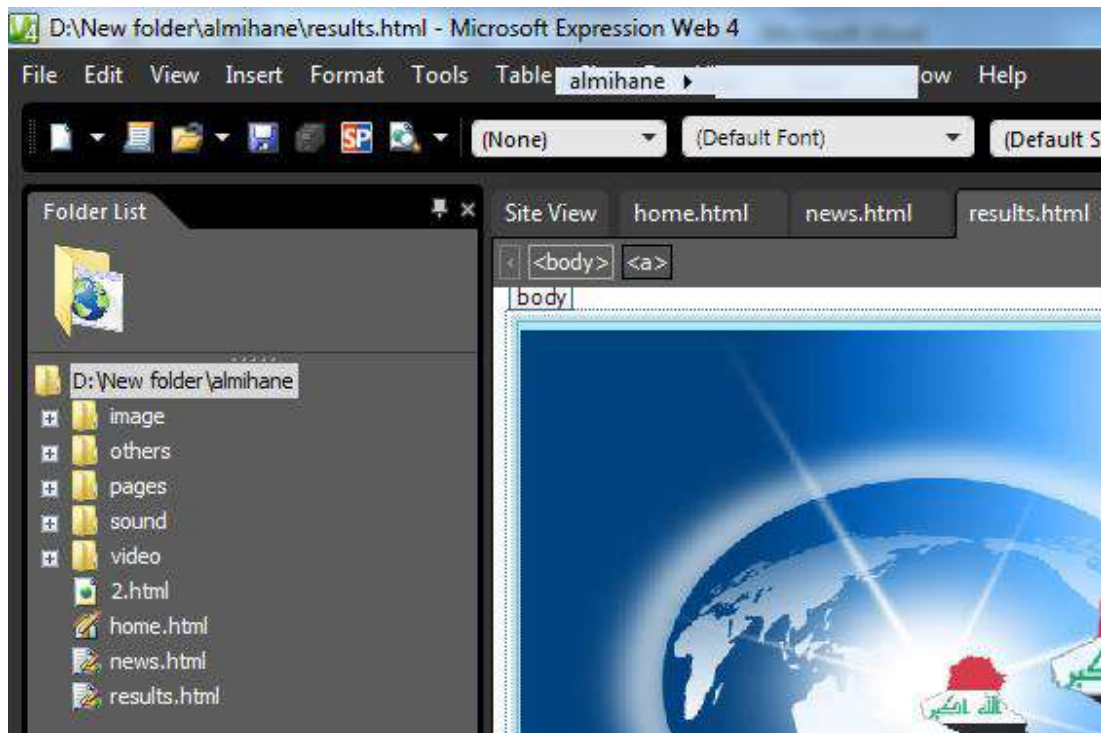 D:\New folder\almihane\results.html - Microsoft Expression Web 4
File Edit View Insert Format Tools Table almihane ow Help
SP (None) (Default Font) (Default S
Folder List
Site View home.html news.html results.html
<body> <a>
body
D:\New folder\almihane
image
others
pages
sound
video
2.html
home.html
news.html
results.html
الله اكبر
كبر